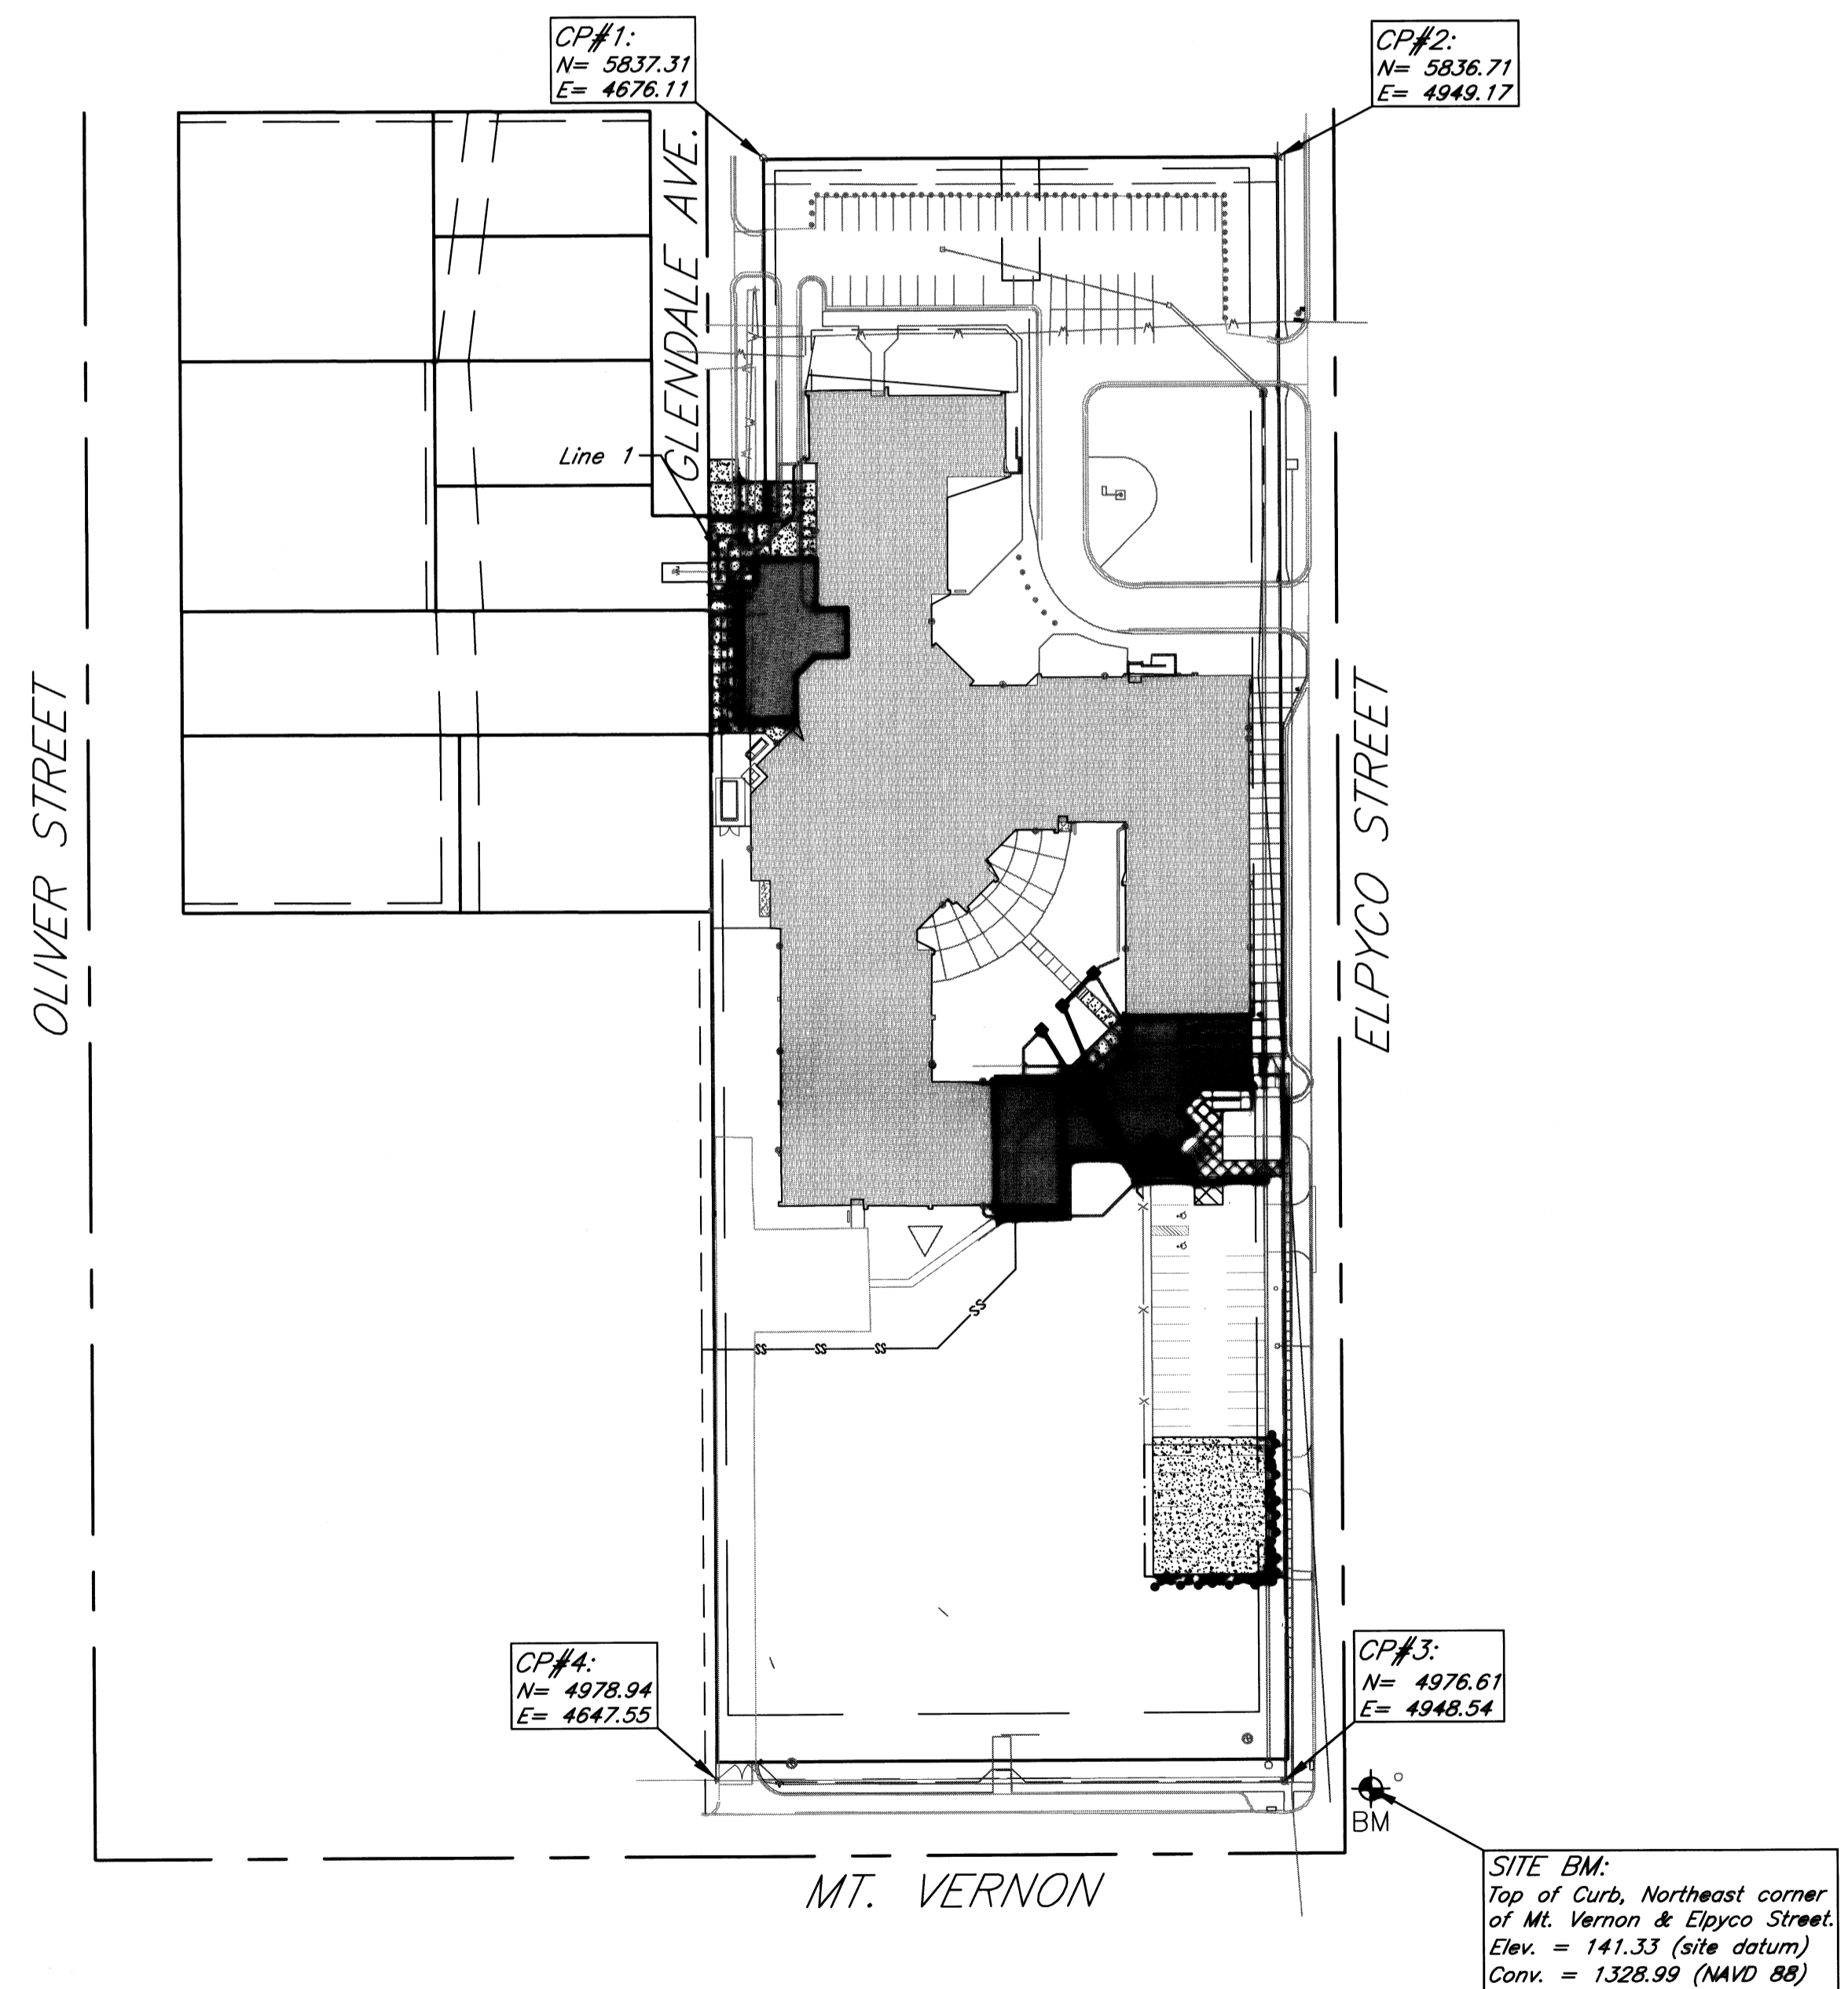 CP#1:
N= 5837.31
E= 4676.11
CP#2:
N= 5836.71
E= 4949.17
GLENDALE AVE.
Line 1
OLIVER STREET
ELPYCO STREET
SS
SS
SS
SS
CP#4:
N= 4978.94
E= 4647.55
CP#3:
N= 4976.61
E= 4948.54
BM
MT. VERNON
SITE BM:
Top of Curb, Northeast corner
of Mt. Vernon & Elpyco Street.
Elev. = 141.33 (site datum)
Conv. = 1328.99 (NAVD 88)